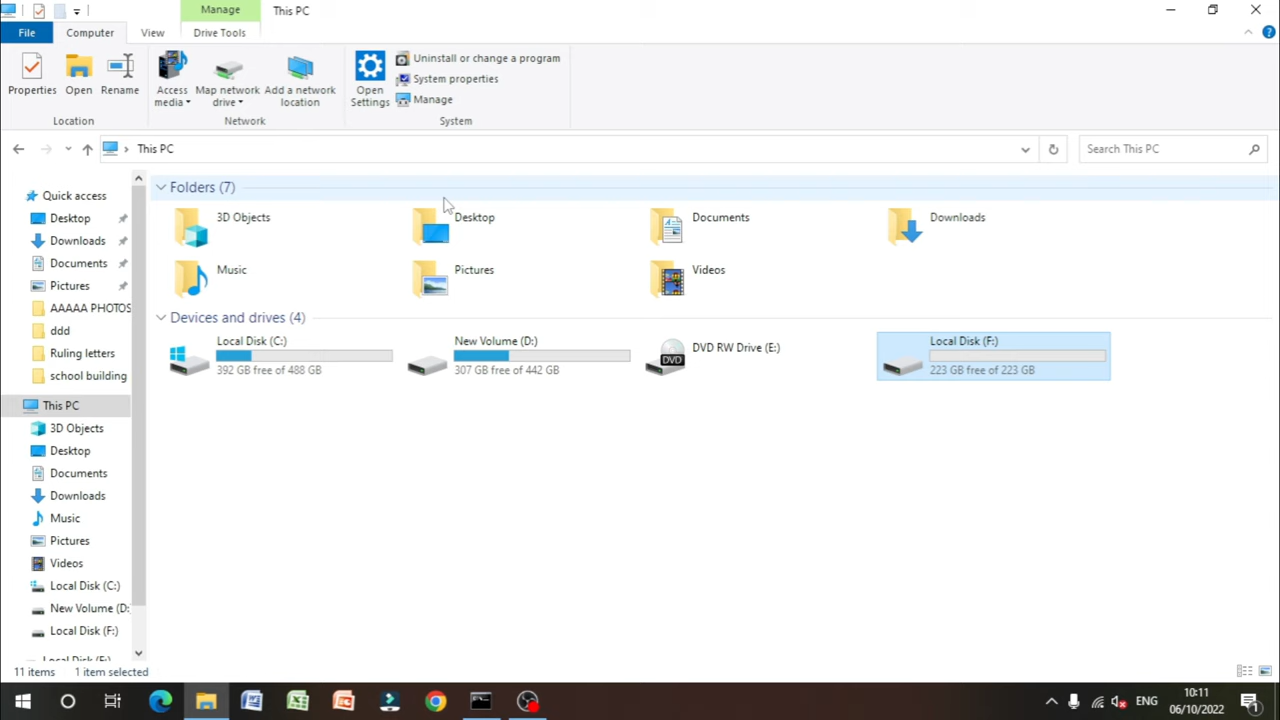 Manage
This PC
File
Computer
View
Drive Tools
Properties
Open
Rename
Access
media
Map network
drive
Add a network
location
Open
Settings
Uninstall or change a program
System properties
Manage
Location
Network
System
This PC
Search This PC
Quick access
Desktop
Downloads
Documents
Pictures
AAAAA PHOTOS
ddd
Ruling letters
school building
This PC
3D Objects
Desktop
Documents
Downloads
Music
Pictures
Videos
Local Disk (C:)
New Volume (D:
Local Disk (F:)
Folders (7)
3D Objects
Desktop
Documents
Downloads
Music
Pictures
Videos
Devices and drives (4)
Local Disk (C:)
392 GB free of 488 GB
New Volume (D:)
307 GB free of 442 GB
DVD
DVD RW Drive (E:)
Local Disk (F:)
223 GB free of 223 GB
11 items
1 item selected
ENG
10:11
06/10/2022
1